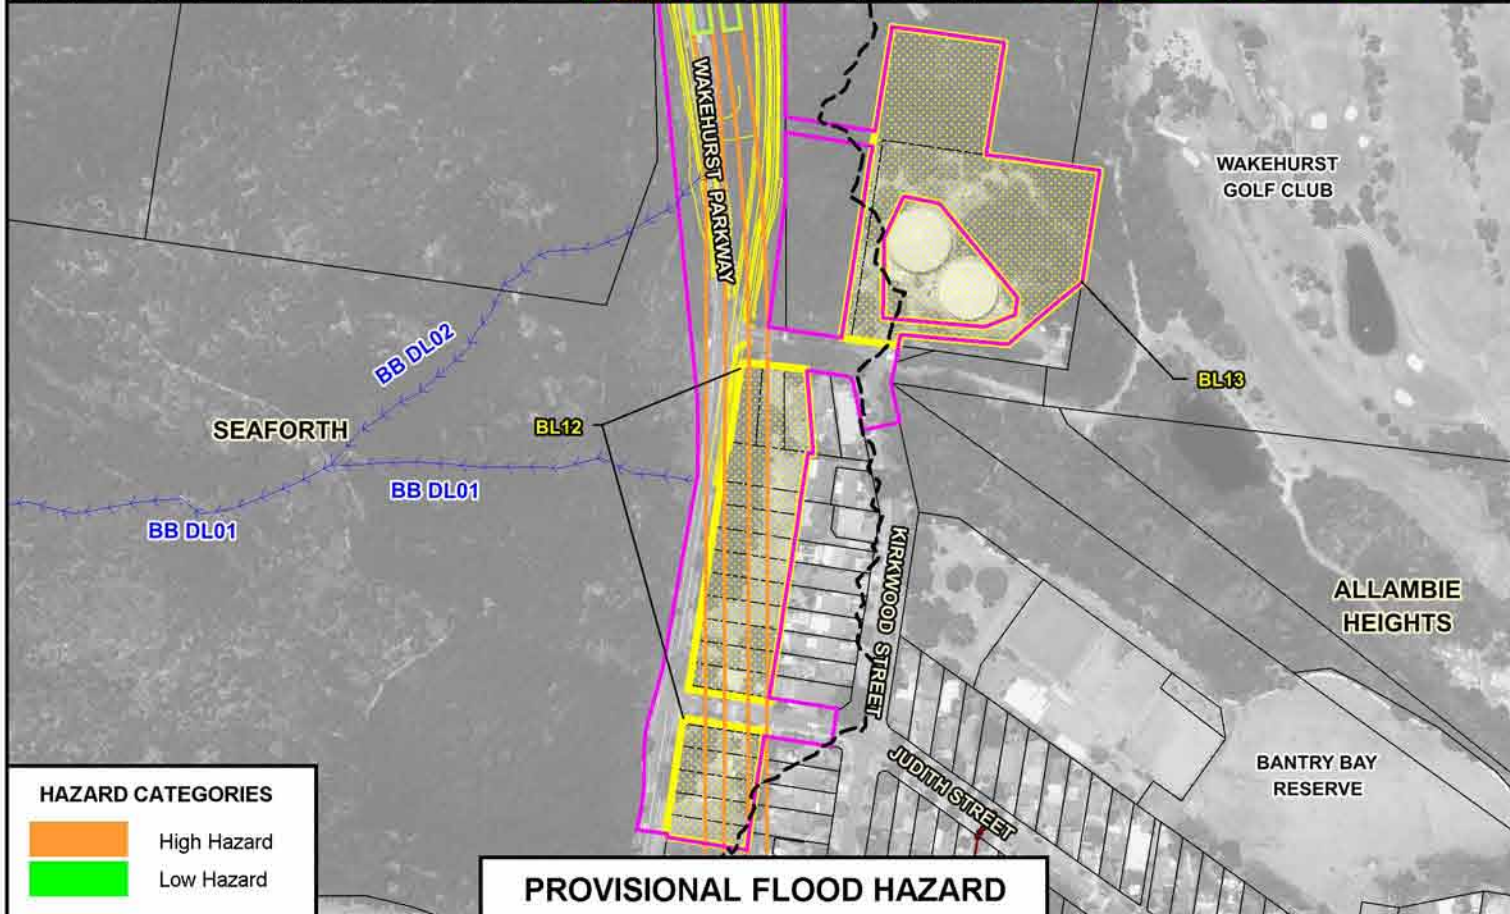 WAKEHURST PARKWAY
WAKEHURST
GOLF CLUB
BB DL02
BL13
SEAFORTH
BL12
BB DL01
BB DL01
KIRKWOOD STREET
ALLAMBIE
HEIGHTS
JUDITH STREET
BANTRY BAY
RESERVE
HAZARD CATEGORIES
High Hazard
Low Hazard
PROVISIONAL FLOOD HAZARD